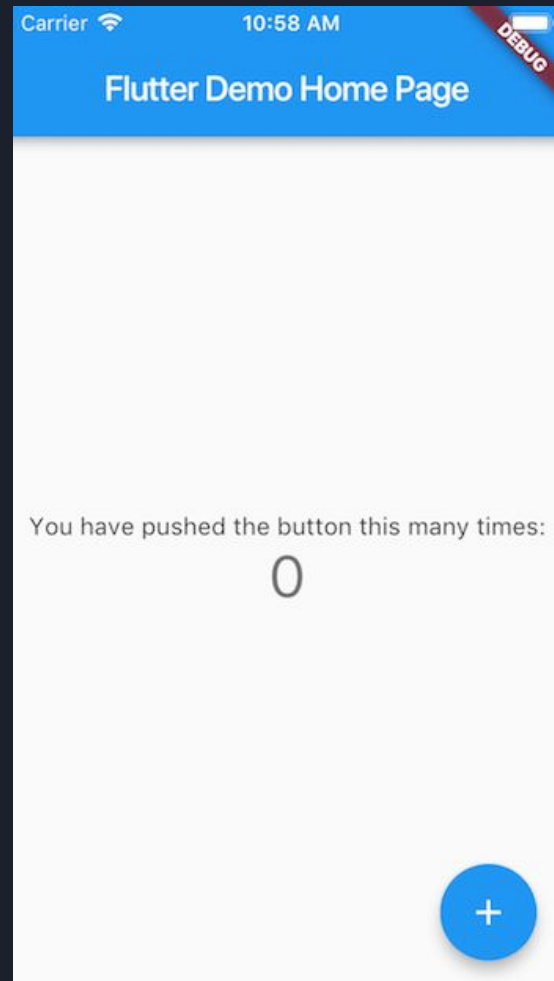 Carrier 10:58 AM
DEBUG
Flutter Demo Home Page
You have pushed the button this many times:
0
+